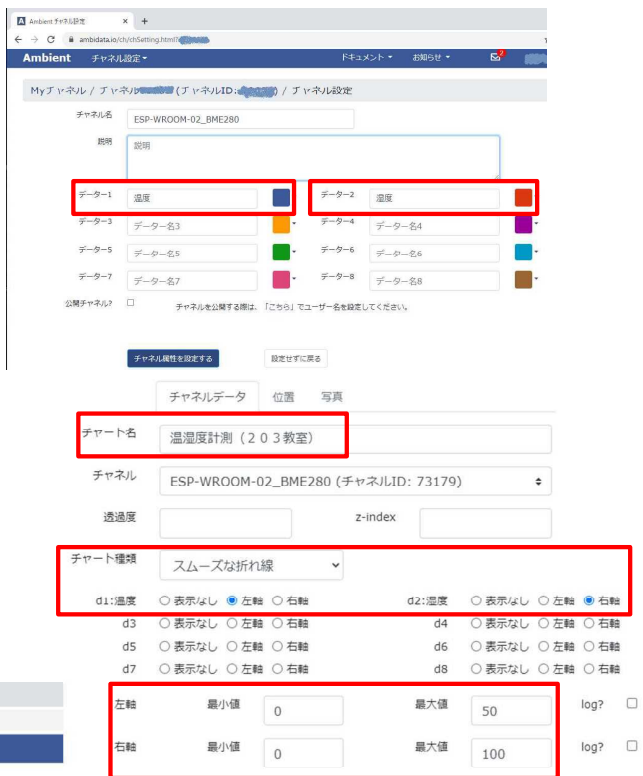 Ambient チャネル設定
ambidata.io/ch/chSetting.html?
Ambient チャネル設定 ドキュメント お知らせ 2
Myチャネル / チャネル (チャネルID: ) / チャネル設定
チャネル名 ESP-WROOM-02_BME280
説明 説明
データー1 温度 データー2 湿度
データー3 データー名3 データー4 データー名4
データー5 データー名5 データー6 データー名6
データー7 データー名7 データー8 データー名8
公開チャネル? チャネルを公開する際は、「こちら」でユーザー名を設定してください。
チャネル属性を設定する 設定せずに戻る
チャネルデータ 位置 写真
チャート名 温湿度計測（２０３教室）
チャネル ESP-WROOM-02_BME280 (チャネルID: 73179)
透過度 z-index
チャート種類 スムーズな折れ線
d1:温度 表示なし 左軸 右軸 d2:湿度 表示なし 左軸 右軸
d3 表示なし 左軸 右軸 d4 表示なし 左軸 右軸
d5 表示なし 左軸 右軸 d6 表示なし 左軸 右軸
d7 表示なし 左軸 右軸 d8 表示なし 左軸 右軸
左軸 最小値 0 最大値 50 log?
右軸 最小値 0 最大値 100 log?